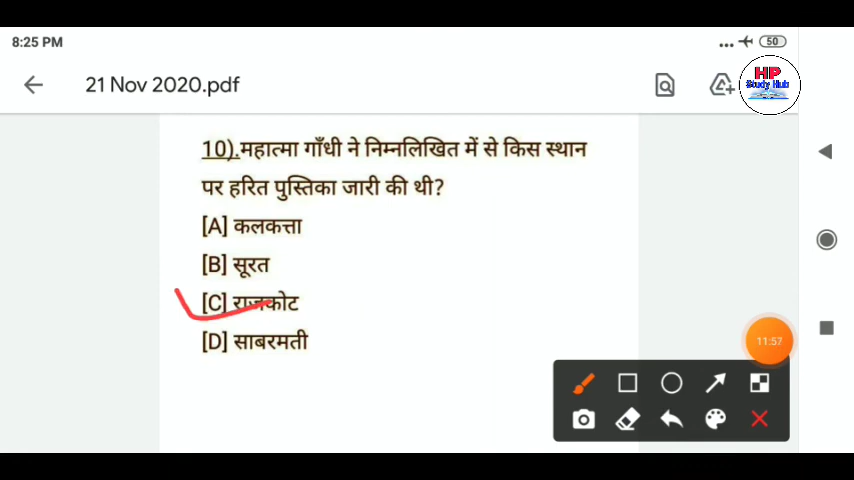 8:25 PM
50
21 Nov 2020.pdf
HP
Study Hub
10).महात्मा गाँधी ने निम्नलिखित में से किस स्थान
पर हरित पुस्तिका जारी की थी?
[A] कलकत्ता
[B] सूरत
[C] राजकोट
[D] साबरमती
11:57